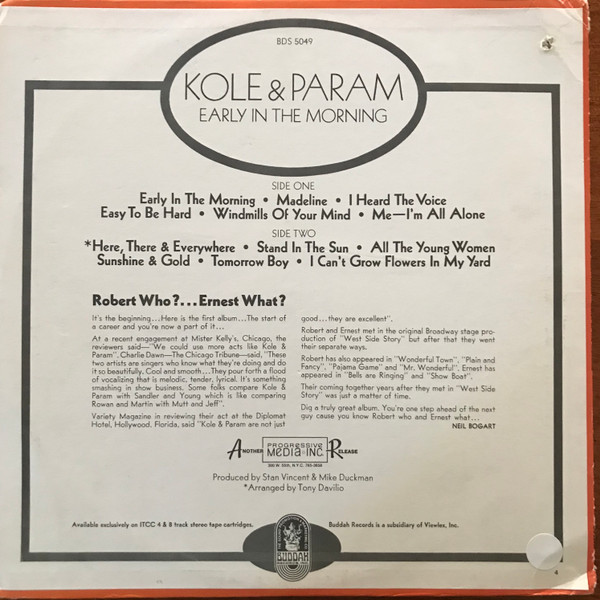 BDS 5049
KOLE & PARAM
EARLY IN THE MORNING
SIDE ONE
Early In The Morning • Madeline • I Heard The Voice
Easy To Be Hard • Windmills Of Your Mind • Me—I'm All Alone
SIDE TWO
*Here, There & Everywhere • Stand In The Sun • All The Young Women
Sunshine & Gold • Tomorrow Boy • I Can't Grow Flowers In My Yard
Robert Who?...Ernest What?
It's the beginning...Here is the first album...The start of
a career and you're now a part of it...
At a recent engagement at Mister Kelly's, Chicago, the
reviewers said—"We could use more acts like Kole &
Param". Charlie Dawn—The Chicago Tribune—said, "These
two artists are singers who know what they're doing and do
it so beautifully. Cool and smooth...They pour forth a flood
of vocalizing that is melodic, tender, lyrical. It's something
smashing in show business. Some folks compare Kole &
Param with Sandler and Young which is like comparing
Rowan and Martin with Mutt and Jeff".
Variety Magazine in reviewing their act at the Diplomat
Hotel, Hollywood, Florida, said "Kole & Param are not just
good...they are excellent".
Robert and Ernest met in the original Broadway stage pro-
duction of "West Side Story" but after that they went
their separate ways.
Robert has also appeared in "Wonderful Town", "Plain and
Fancy", "Pajama Game" and "Mr. Wonderful". Ernest has
appeared in "Bells are Ringing" and "Show Boat".
Their coming together years after they met in "West Side
Story" was just a matter of time.
Dig a truly great album. You're one step ahead of the next
guy cause you know Robert who and Ernest what...
NEIL BOGART
ANOTHER PROGRESSIVE MEDIA INC. RELEASE
Produced by Stan Vincent & Mike Duckman
*Arranged by Tony Davilio
Available exclusively on ITCC 4 & 8 track stereo tape cartridges.
Buddah Records is a subsidiary of Viewlex, Inc.
BUDDAH
4